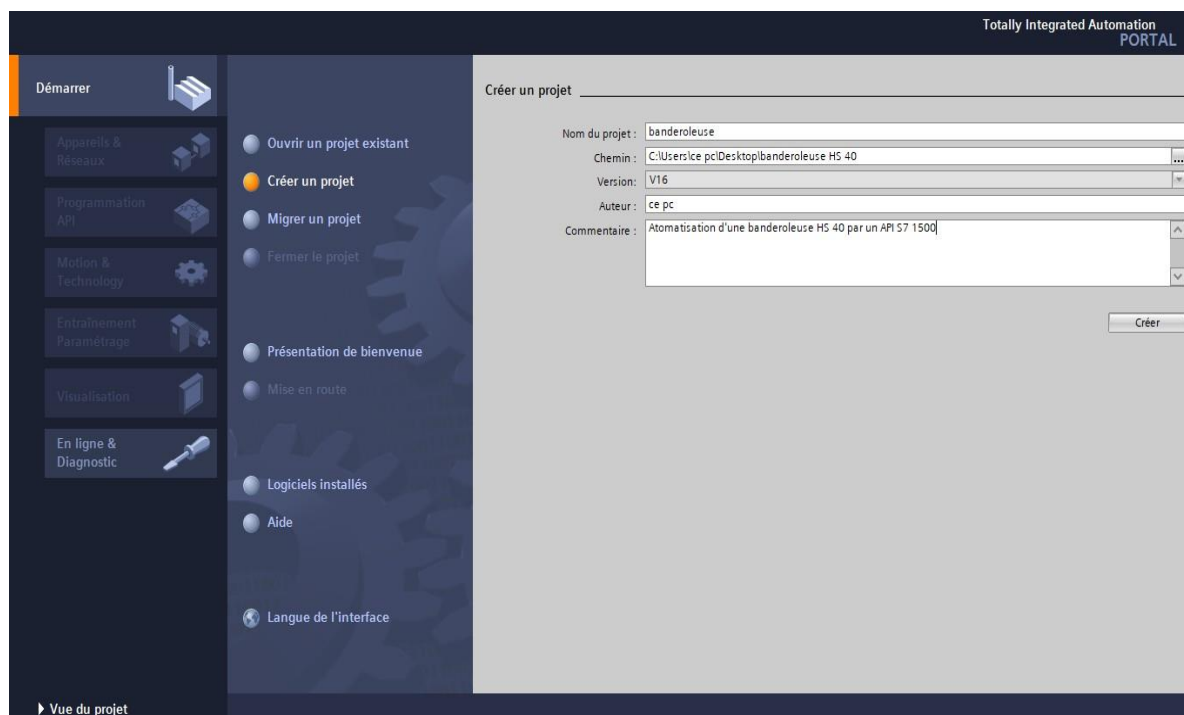 Totally Integrated Automation
PORTAL
Démarrer
Appareils &
Réseaux
Programmation
API
Motion &
Technology
Entraînement
Paramétrage
Visualisation
En ligne &
Diagnostic
Vue du projet
Ouvrir un projet existant
Créer un projet
Migrer un projet
Fermer le projet
Présentation de bienvenue
Mise en route
Logiciels installés
Aide
Langue de l'interface
Créer un projet
Nom du projet : banderoleuse
Chemin : C:\Users\ce pc\Desktop\banderoleuse HS 40
...
Version: V16
Auteur : ce pc
Commentaire : Atomatisation d'une banderoleuse HS 40 par un API S7 1500
Créer